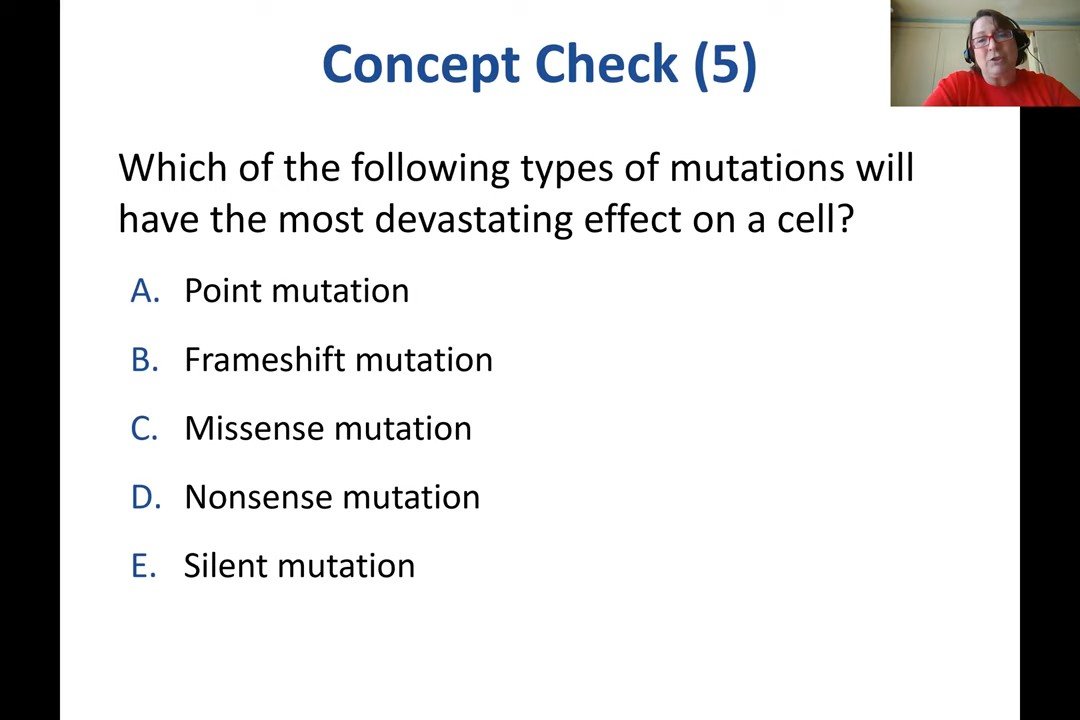 Concept Check (5)
Which of the following types of mutations will
have the most devastating effect on a cell?
A. Point mutation
B. Frameshift mutation
C. Missense mutation
D. Nonsense mutation
E. Silent mutation